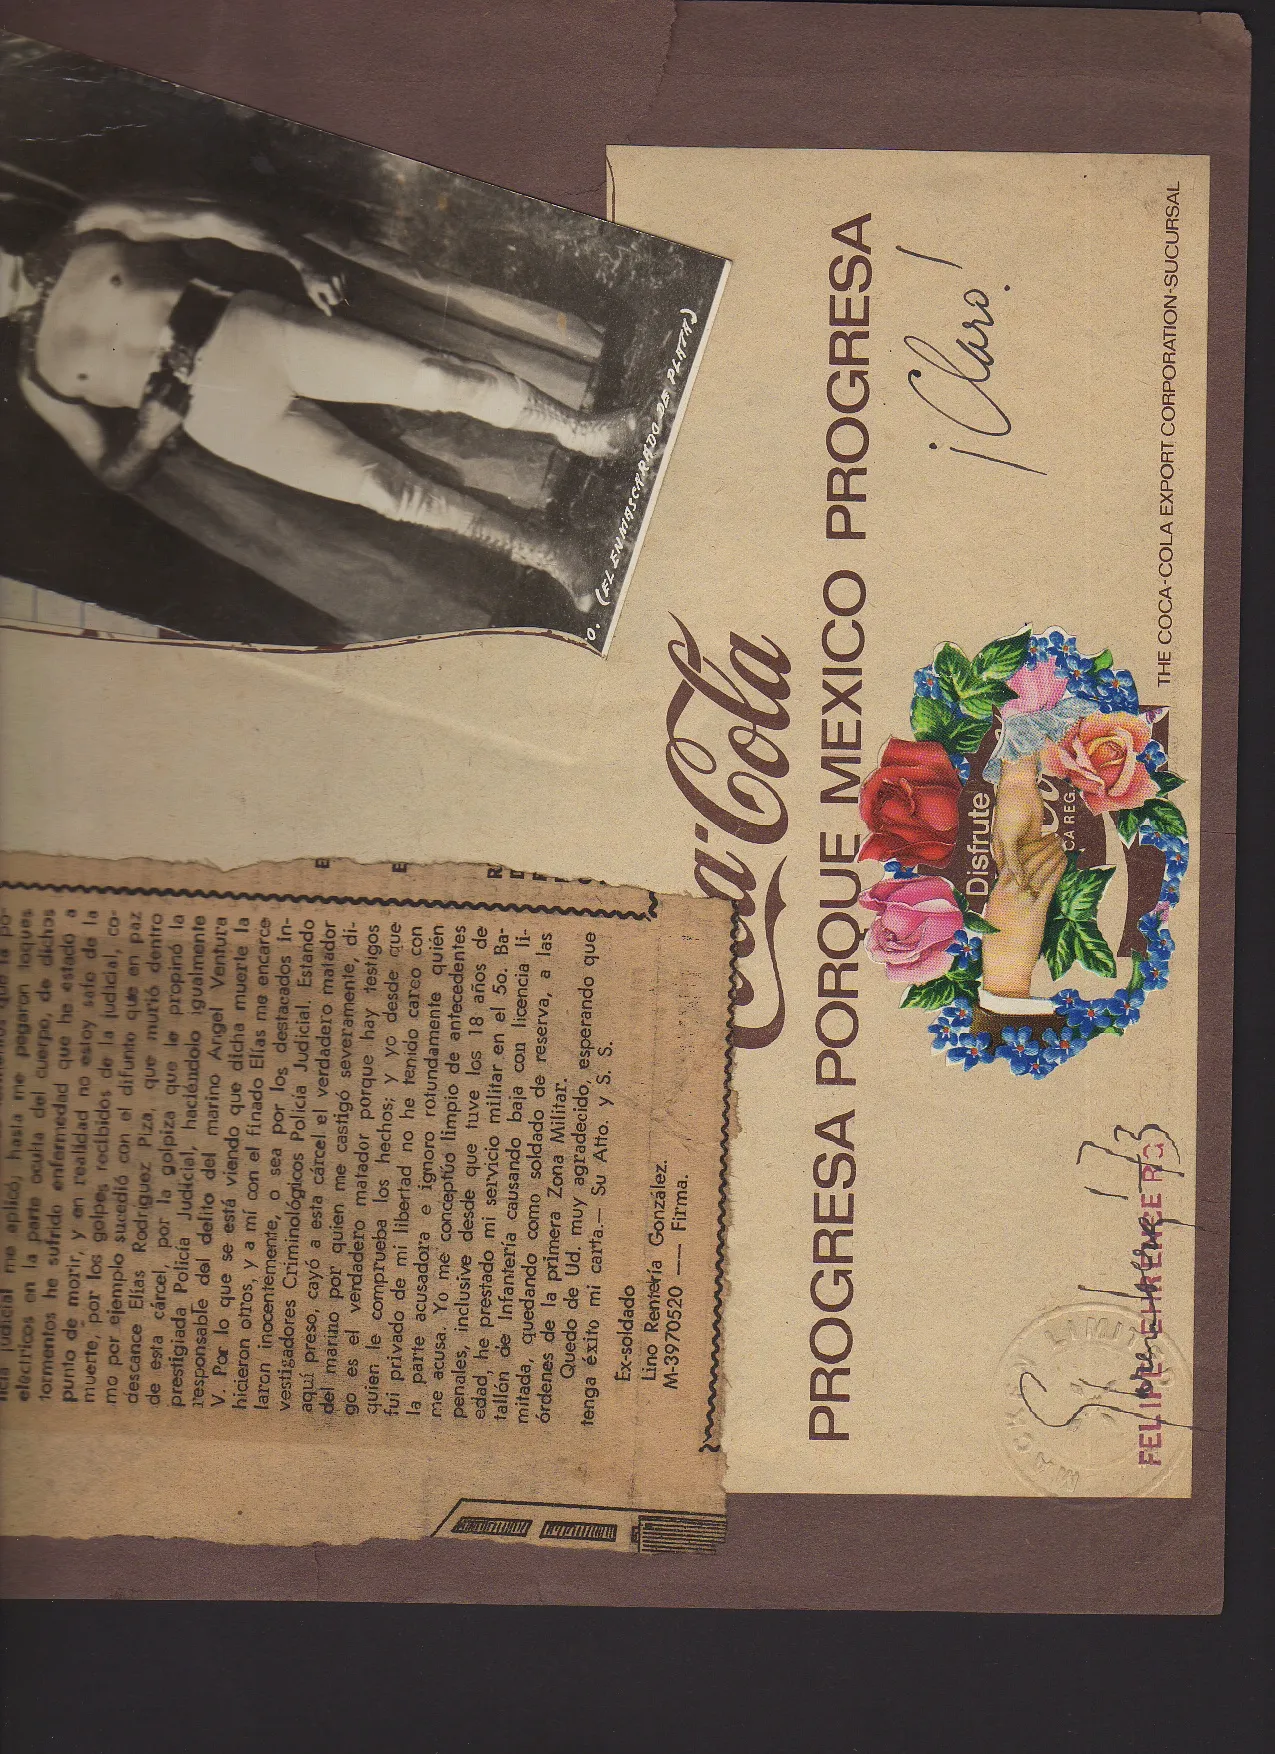 judicial me aplicó, hasta me pegaron toques
eléctricos en la parte oculta del cuerpo, de dichos
tormentos he sufrido enfermedad que he estado a
punto de morir, y en realidad no estoy salo de la
muerte, por los golpes recibidos de la judicial, co-
mo por ejemplo sucedió con el difunto que en paz
descance Elías Rodríguez Piza, que murió dentro
de esta cárcel, por la golpiza que le propinó la
prestigiada Policía Judicial, haciéndolo igualmente
responsable del delito del marino Angel Ventura
V. Por lo que se está viendo que dicha muerte la
hicieron otros, y a mí con el finado Elías me encarce
laron inocentemente, o sea por los destacados in-
vestigadores Criminológicos Policía Judicial. Estando
aquí preso, cayó a esta cárcel el verdadero matador
del marino por quien me castigó severamente, di-
go es el verdadero matador porque hay testigos
quien le comprueba los hechos; y yo desde que
fui privado de mi libertad no he tenido careo con
la parte acusadora e ignoro rotundamente quién
me acusa. Yo me conceptúo limpio de antecedentes
penales, inclusive desde que tuve los 18 años de
edad, he prestado mi servicio militar en el 5o. Ba-
tallón de Infantería causando baja con licencia li-
mitada, quedando como soldado de reserva, a las
órdenes de la primera Zona Militar.
Quedo de Ud. muy agradecido, esperando que
tenga éxito mi carta.— Su Atto. y S. S.
Ex-soldado
Lino Rentería González.
M-3970520 —— Firma.
O. (EL ENMASCARADO DE PLATA)
Coca-Cola
PROGRESA PORQUE MEXICO PROGRESA
¡Claro!
Disfrute
CA REG.
THE COCA-COLA EXPORT CORPORATION-SUCURSAL
FELIPE
LIMIT